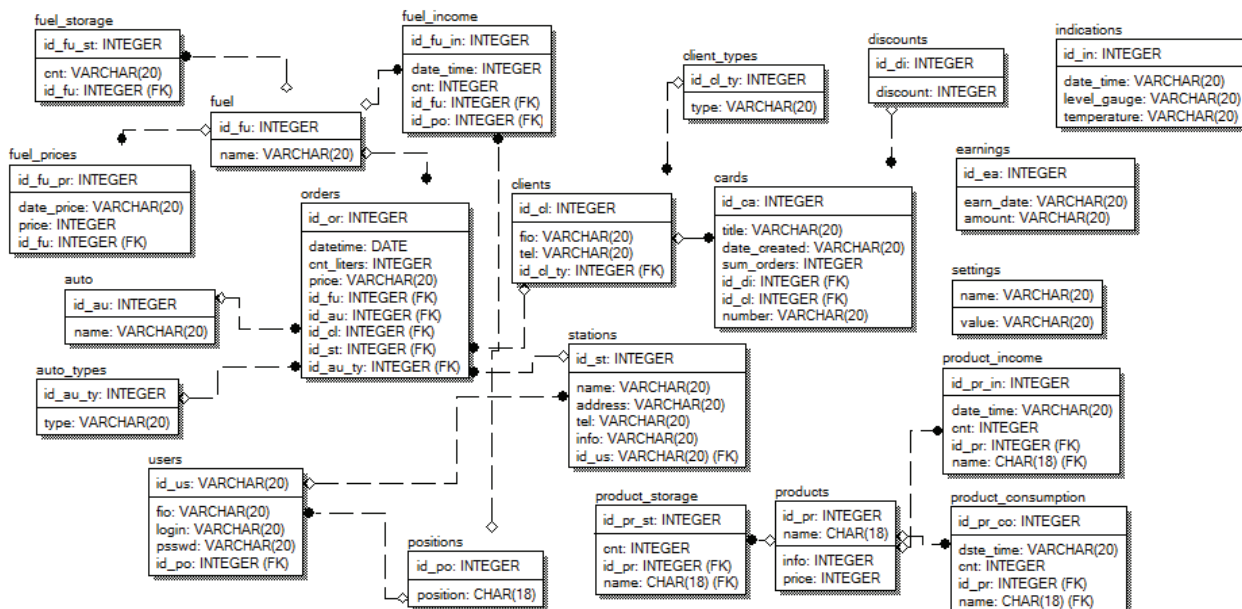 fuel_storage
id_fu_st: INTEGER
cnt: VARCHAR(20)
id_fu: INTEGER (FK)
fuel_income
id_fu_in: INTEGER
date_time: INTEGER
cnt: INTEGER
id_fu: INTEGER (FK)
id_po: INTEGER (FK)
client_types
id_cl_ty: INTEGER
type: VARCHAR(20)
discounts
id_di: INTEGER
discount: INTEGER
indications
id_in: INTEGER
date_time: VARCHAR(20)
level_gauge: VARCHAR(20)
temperature: VARCHAR(20)
fuel
id_fu: INTEGER
name: VARCHAR(20)
fuel_prices
id_fu_pr: INTEGER
date_price: VARCHAR(20)
price: INTEGER
id_fu: INTEGER (FK)
orders
id_or: INTEGER
datetime: DATE
cnt_liters: INTEGER
price: VARCHAR(20)
id_fu: INTEGER (FK)
id_au: INTEGER (FK)
id_cl: INTEGER (FK)
id_st: INTEGER (FK)
id_au_ty: INTEGER (FK)
clients
id_cl: INTEGER
fio: VARCHAR(20)
tel: VARCHAR(20)
id_cl_ty: INTEGER (FK)
cards
id_ca: INTEGER
title: VARCHAR(20)
date_created: VARCHAR(20)
sum_orders: INTEGER
id_di: INTEGER (FK)
id_cl: INTEGER (FK)
number: VARCHAR(20)
earnings
id_ea: INTEGER
earn_date: VARCHAR(20)
amount: VARCHAR(20)
settings
name: VARCHAR(20)
value: VARCHAR(20)
auto
id_au: INTEGER
name: VARCHAR(20)
auto_types
id_au_ty: INTEGER
type: VARCHAR(20)
stations
id_st: INTEGER
name: VARCHAR(20)
address: VARCHAR(20)
tel: VARCHAR(20)
info: VARCHAR(20)
id_us: VARCHAR(20) (FK)
product_income
id_pr_in: INTEGER
date_time: VARCHAR(20)
cnt: INTEGER
id_pr: INTEGER (FK)
name: CHAR(18) (FK)
users
id_us: VARCHAR(20)
fio: VARCHAR(20)
login: VARCHAR(20)
psswd: VARCHAR(20)
id_po: INTEGER (FK)
positions
id_po: INTEGER
position: CHAR(18)
product_storage
id_pr_st: INTEGER
cnt: INTEGER
id_pr: INTEGER (FK)
name: CHAR(18) (FK)
products
id_pr: INTEGER
name: CHAR(18)
info: INTEGER
price: INTEGER
product_consumption
id_pr_co: INTEGER
dste_time: VARCHAR(20)
cnt: INTEGER
id_pr: INTEGER (FK)
name: CHAR(18) (FK)